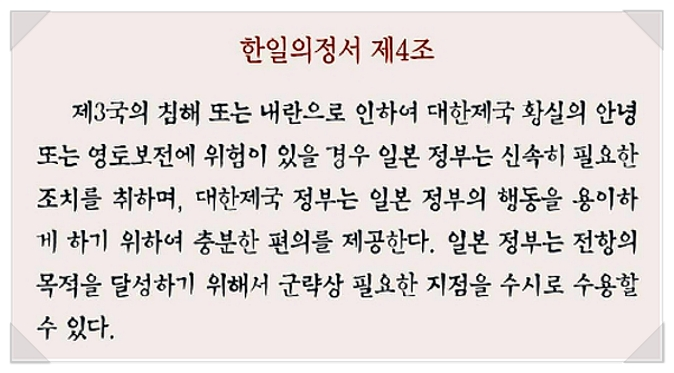 한일의정서 제4조
제3국의 침해 또는 내란으로 인하여 대한제국 황실의 안녕
또는 영토보전에 위험이 있을 경우 일본 정부는 신속히 필요한
조치를 취하며, 대한제국 정부는 일본 정부의 행동을 용이하
게 하기 위하여 충분한 편의를 제공한다. 일본 정부는 전항의
목적을 달성하기 위해서 군략상 필요한 지점을 수시로 수용할
수 있다.